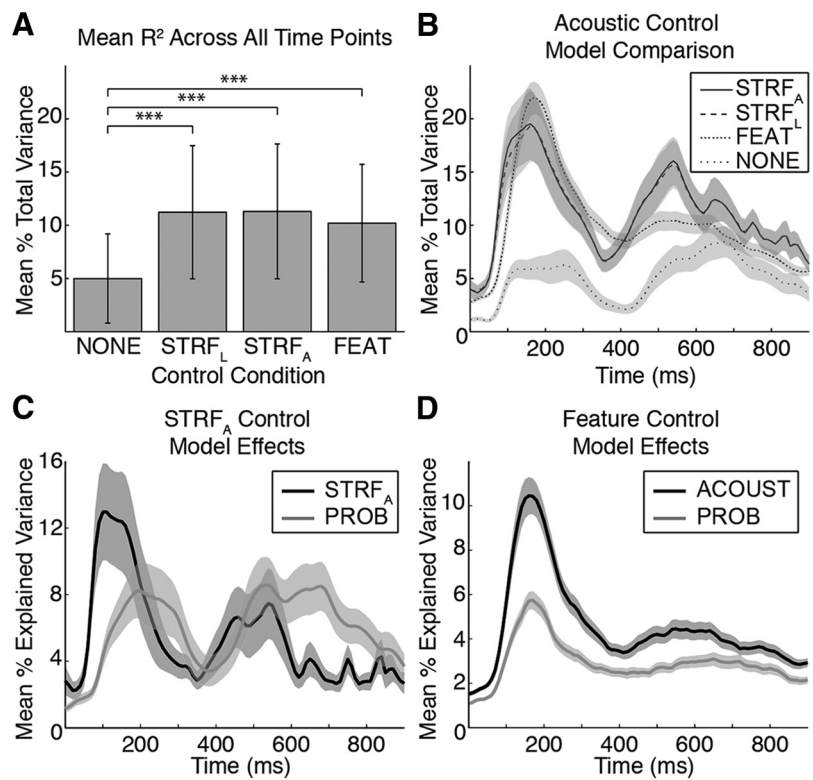 A
Mean R² Across All Time Points
Mean % Total Variance
20
15
10
5
***
***
***
NONE STRF_L STRF_A FEAT
Control Condition
B
Acoustic Control
Model Comparison
Mean % Total Variance
20
15
10
5
0
STRF_A
STRF_L
FEAT
NONE
200 400 600 800
Time (ms)
C
STRF_A Control
Model Effects
Mean % Explained Variance
16
12
8
4
0
STRF_A
PROB
200 400 600 800
Time (ms)
D
Feature Control
Model Effects
Mean % Explained Variance
10
8
6
4
2
0
ACOUST
PROB
200 400 600 800
Time (ms)